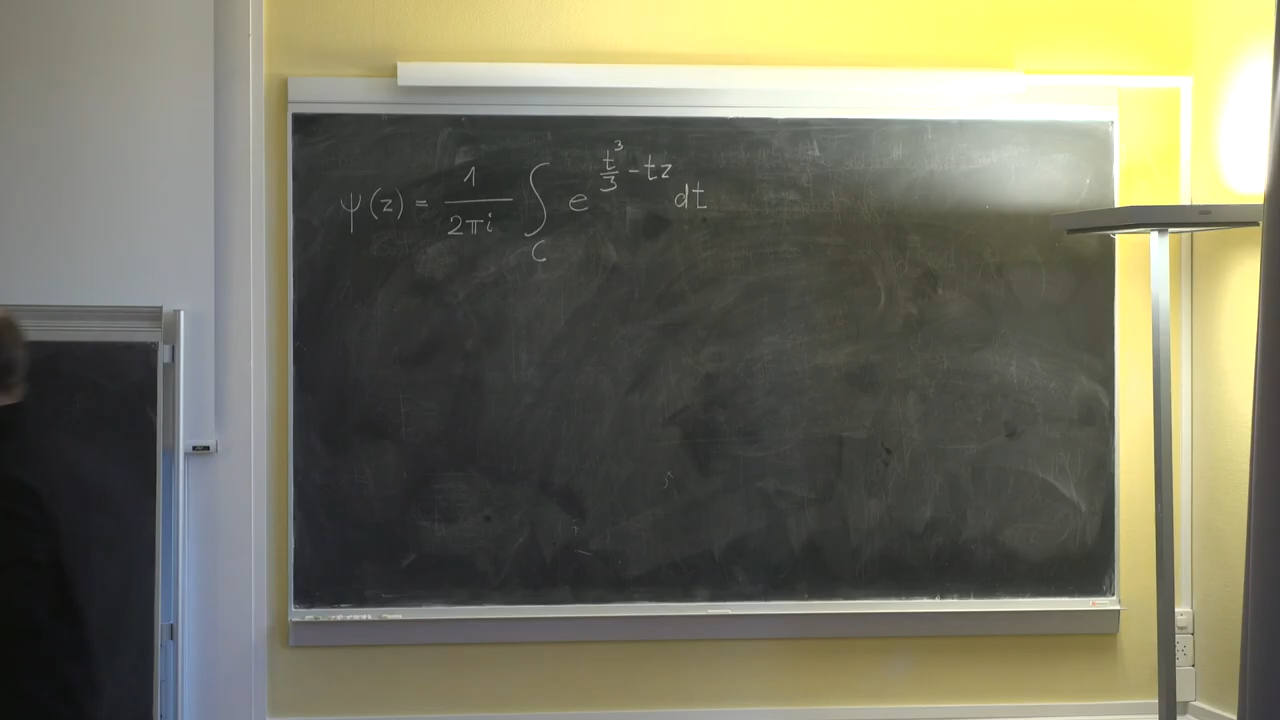 ψ(z) = 1/2πi ∫_C e^{t³/3 - tz} dt